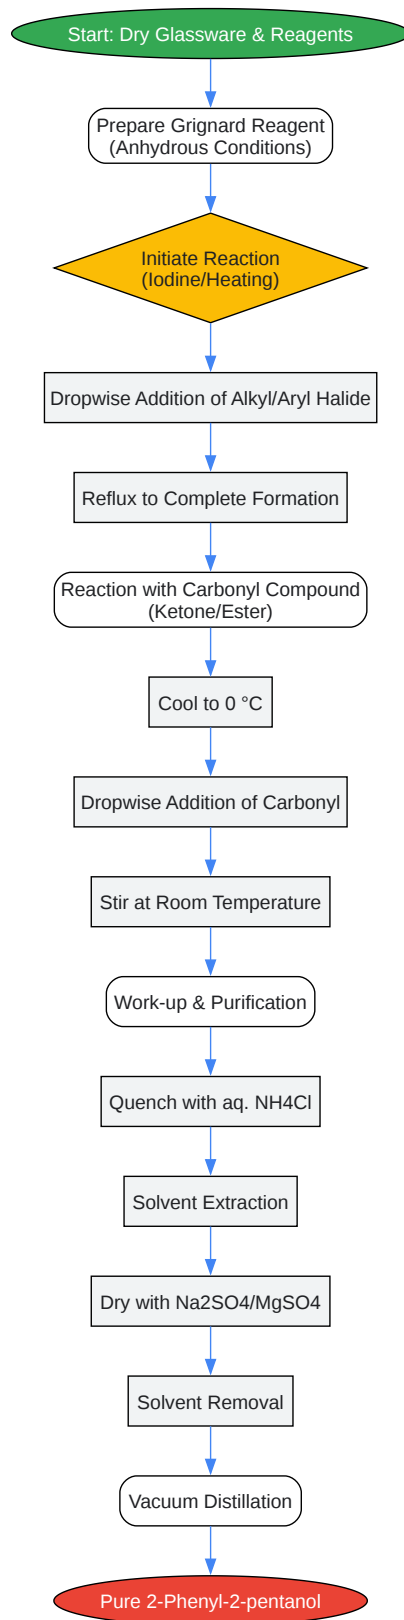 Start: Dry Glassware & Reagents
Prepare Grignard Reagent
(Anhydrous Conditions)
Initiate Reaction
(Iodine/Heating)
Dropwise Addition of Alkyl/Aryl Halide
Reflux to Complete Formation
Reaction with Carbonyl Compound
(Ketone/Ester)
Cool to 0 °C
Dropwise Addition of Carbonyl
Stir at Room Temperature
Work-up & Purification
Quench with aq. NH4Cl
Solvent Extraction
Dry with Na2SO4/MgSO4
Solvent Removal
Vacuum Distillation
Pure 2-Phenyl-2-pentanol